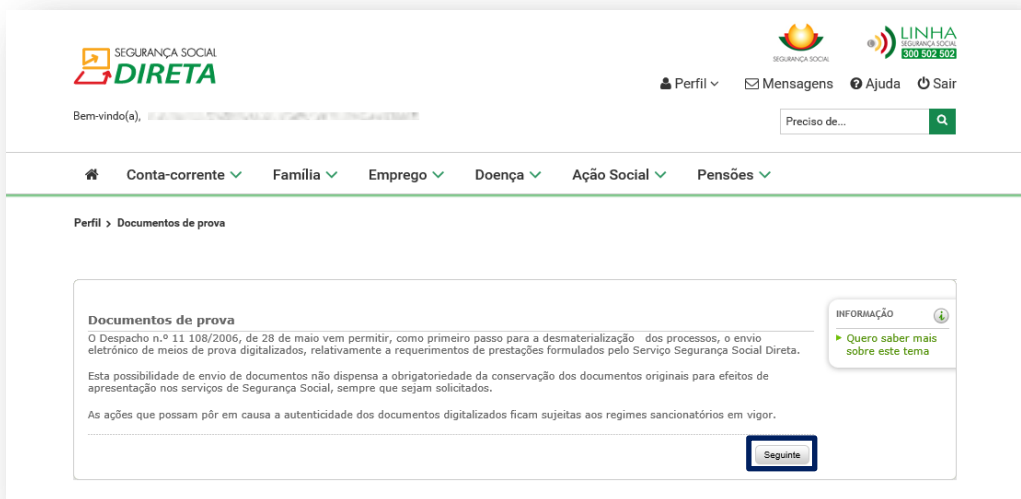 SEGURANÇA SOCIAL
DIRETA
SEGURANÇA SOCIAL
LINHA
SEGURANÇA SOCIAL
300 502 502
Perfil Mensagens Ajuda Sair
Bem-vindo(a),
Preciso de...
Conta-corrente Família Emprego Doença Ação Social Pensões
Perfil > Documentos de prova
Documentos de prova
O Despacho n.º 11 108/2006, de 28 de maio vem permitir, como primeiro passo para a desmaterialização dos processos, o envio
eletrónico de meios de prova digitalizados, relativamente a requerimentos de prestações formulados pelo Serviço Segurança Social Direta.
Esta possibilidade de envio de documentos não dispensa a obrigatoriedade da conservação dos documentos originais para efeitos de
apresentação nos serviços de Segurança Social, sempre que sejam solicitados.
As ações que possam pôr em causa a autenticidade dos documentos digitalizados ficam sujeitas aos regimes sancionatórios em vigor.
Seguinte
INFORMAÇÃO
Quero saber mais
sobre este tema